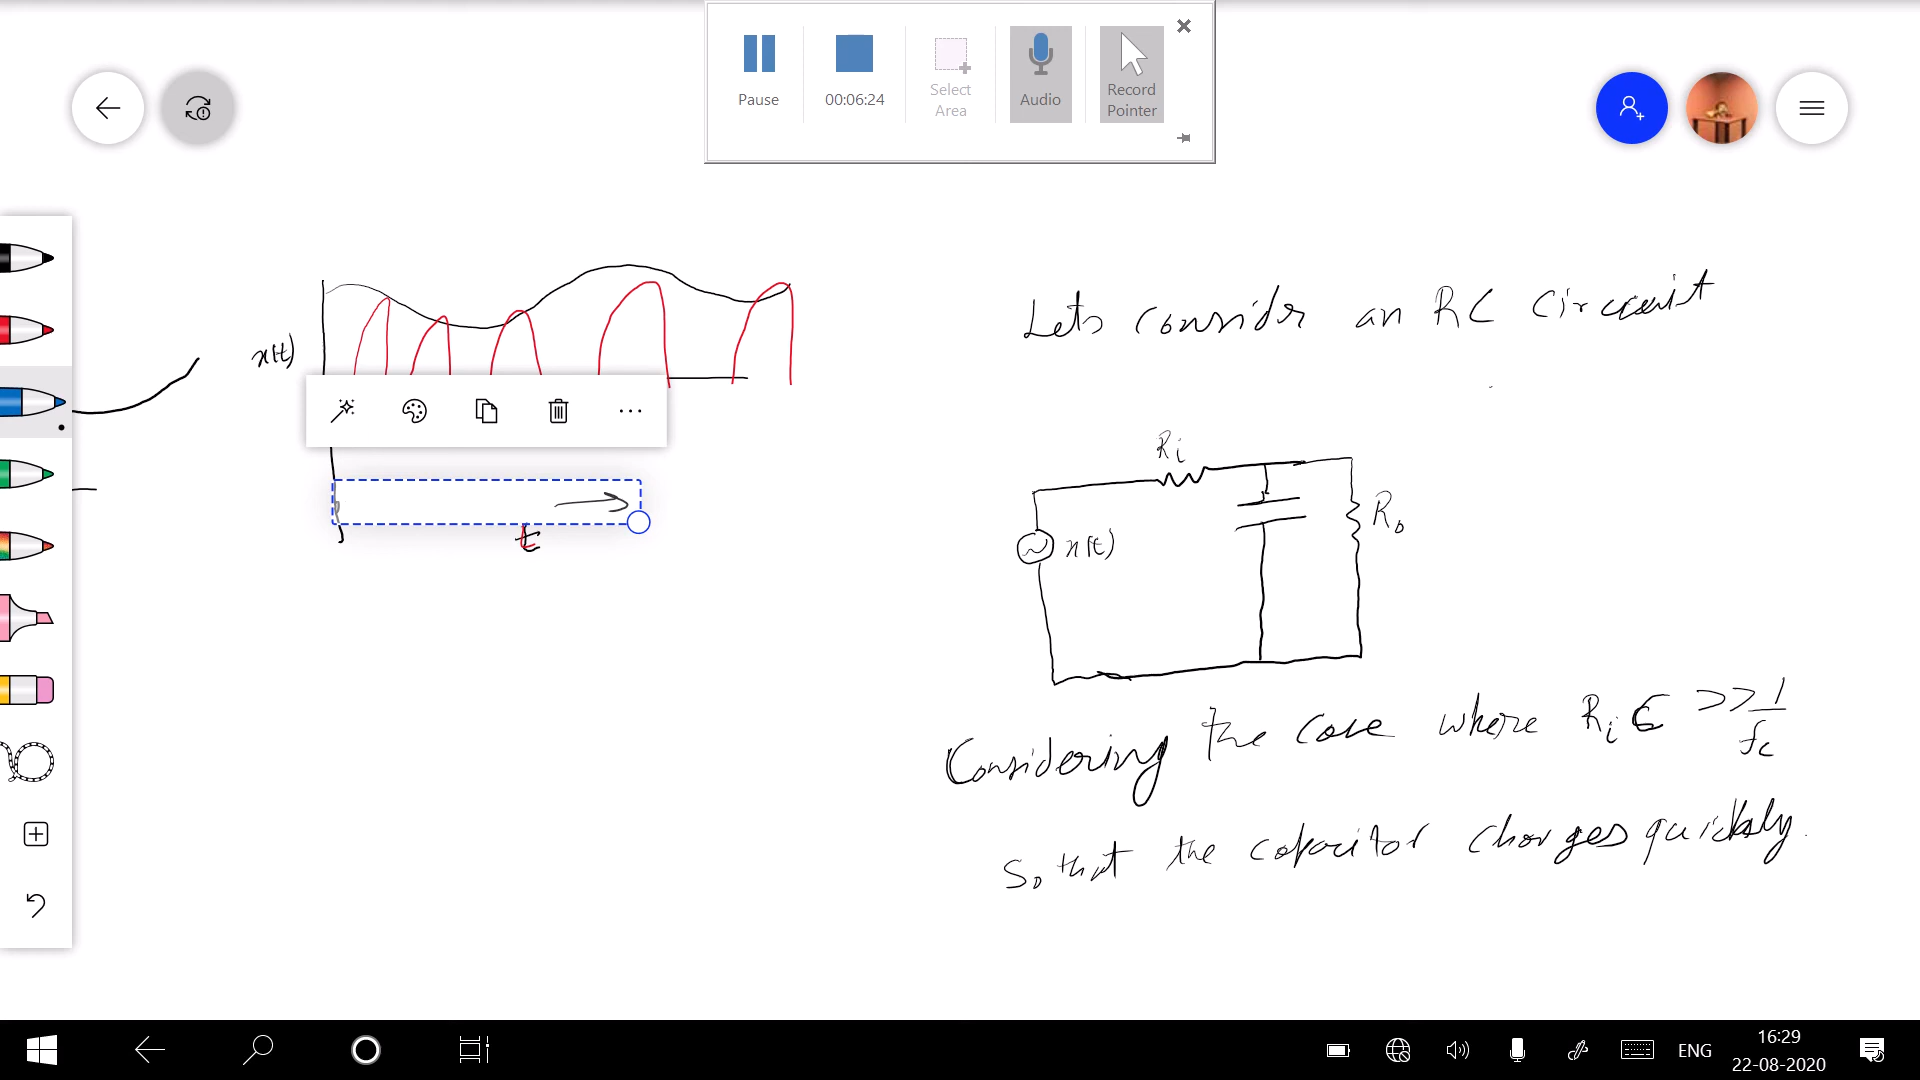 Pause
00:06:24
Select
Area
Audio
Record
Pointer
x(t)
t
Lets consider an RC Circuit
Ri
x(t)
Ro
Considering the case where RiC >> 1/fc
So that the capacitor charges quickly.
ENG
16:29
22-08-2020